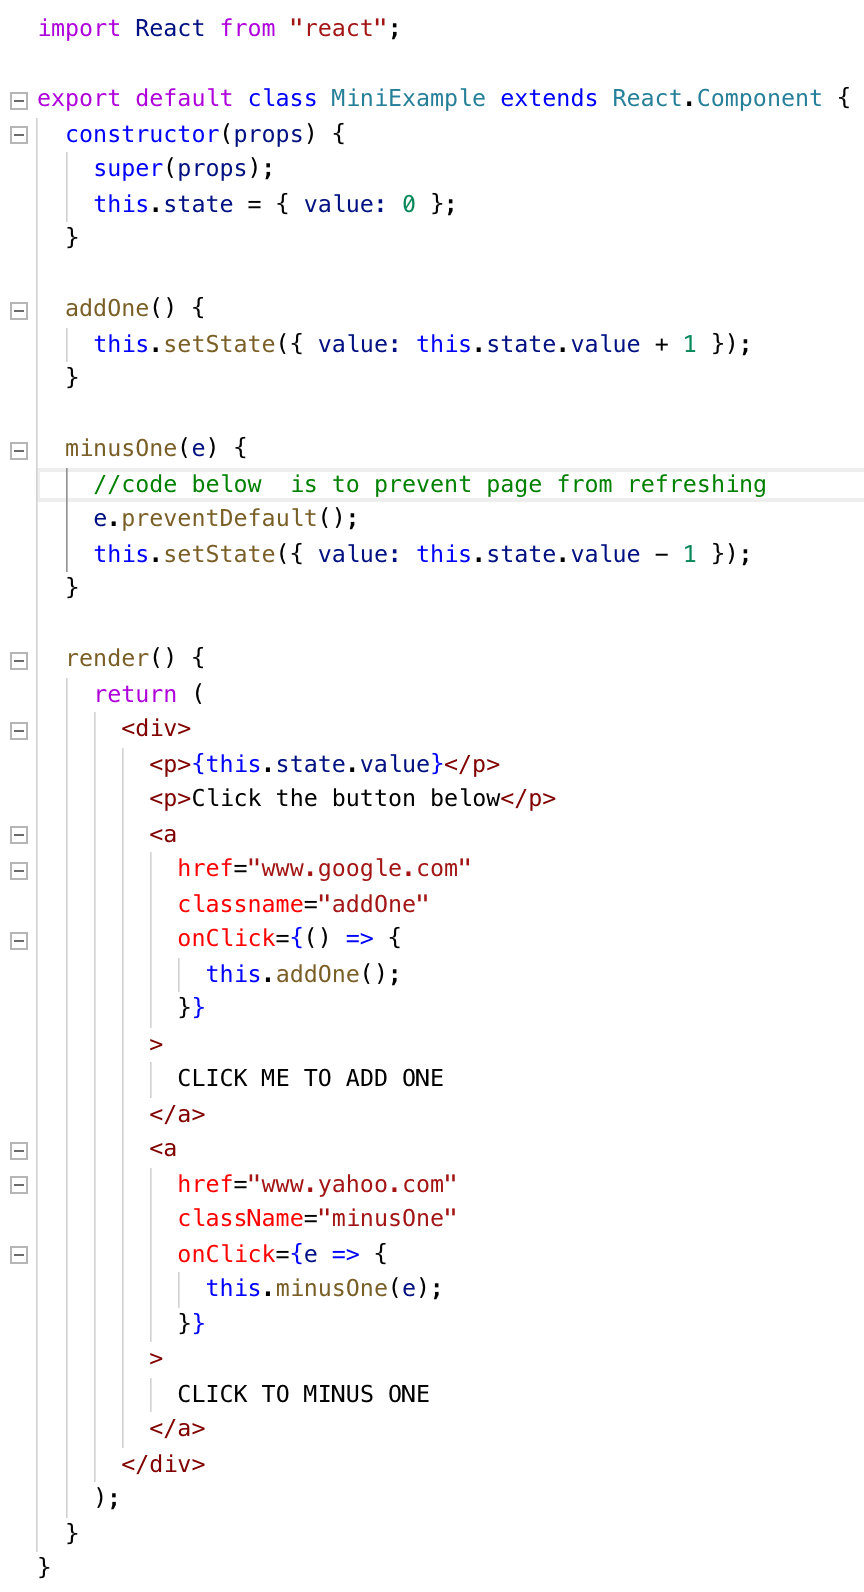 import React from "react";
export default class MiniExample extends React.Component {
constructor(props) {
super(props);
this.state = { value: 0 };
}
addOne() {
this.setState({ value: this.state.value + 1 });
}
minusOne(e) {
//code below  is to prevent page from refreshing
e.preventDefault();
this.setState({ value: this.state.value - 1 });
}
render() {
return (
<div>
<p>{this.state.value}</p>
<p>Click the button below</p>
<a
href="www.google.com"
classname="addOne"
onClick={() => {
this.addOne();
}}
>
CLICK ME TO ADD ONE
</a>
<a
href="www.yahoo.com"
className="minusOne"
onClick={e => {
this.minusOne(e);
}}
>
CLICK TO MINUS ONE
</a>
</div>
);
}
}